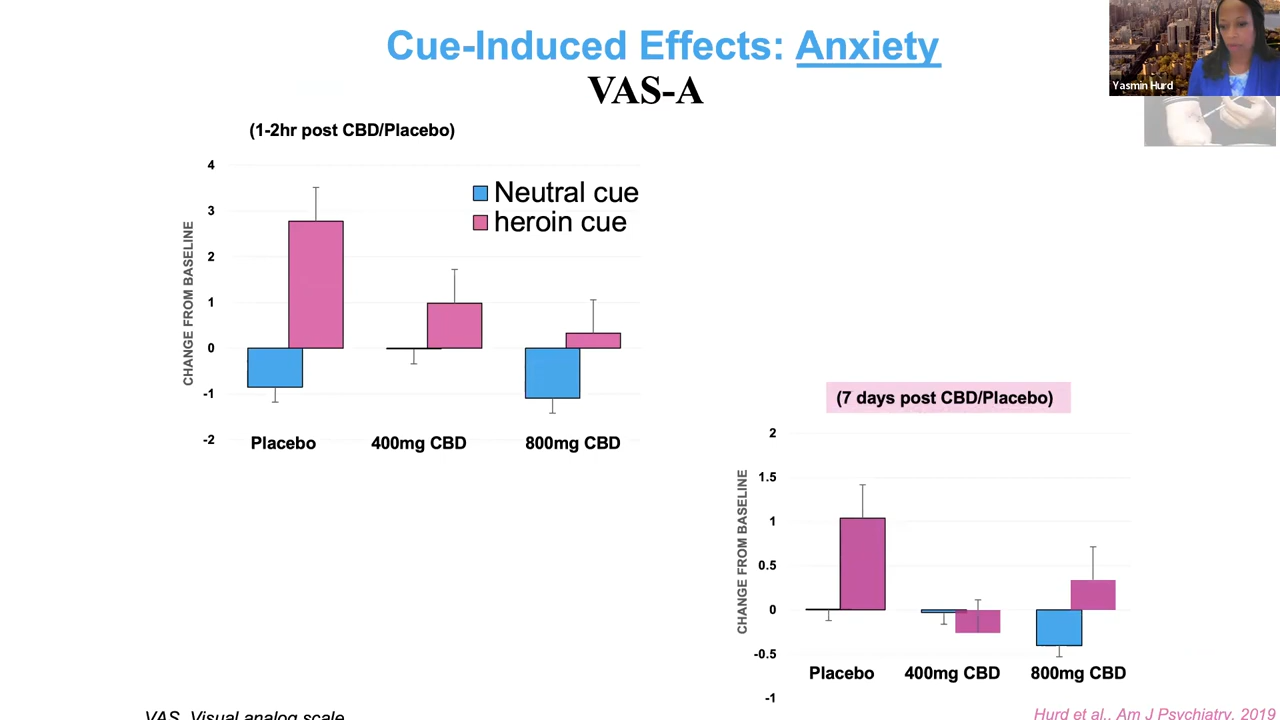 Cue-Induced Effects: Anxiety
VAS-A
Yasmin Hurd
(1-2hr post CBD/Placebo)
4
3
2
1
0
-1
-2
CHANGE FROM BASELINE
Neutral cue
heroin cue
Placebo 400mg CBD 800mg CBD
(7 days post CBD/Placebo)
2
1.5
1
0.5
0
-0.5
-1
CHANGE FROM BASELINE
Placebo 400mg CBD 800mg CBD
VAS, Visual analog scale
Hurd et al., Am J Psychiatry, 2019